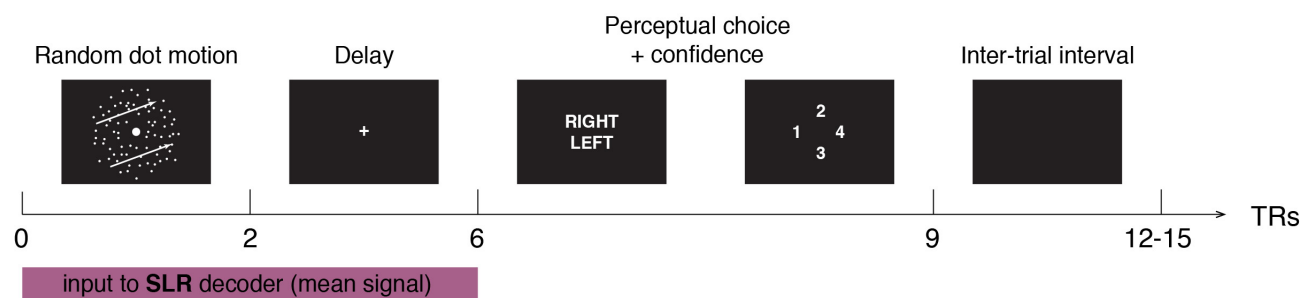 Perceptual choice
+ confidence
Random dot motion
Delay
Inter-trial interval
+
RIGHT
LEFT
2
1 4
3
0 2 6 9 12-15 TRs
input to SLR decoder (mean signal)